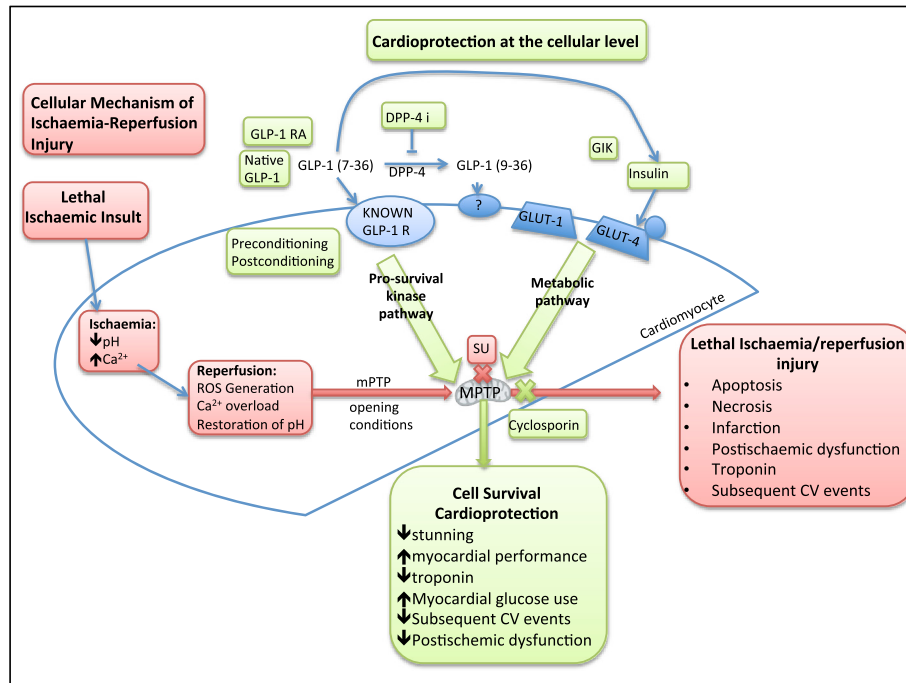 Cardioprotection at the cellular level
Cellular Mechanism of
Ischaemia-Reperfusion
Injury
GLP-1 RA
DPP-4 i
Native
GLP-1
GLP-1 (7-36)
DPP-4
GLP-1 (9-36)
GIK
Insulin
Lethal
Ischaemic Insult
KNOWN
GLP-1 R
?
GLUT-1
GLUT-4
Preconditioning
Postconditioning
Pro-survival
kinase
pathway
Metabolic
pathway
Cardiomyocyte
Ischaemia:
↓pH
↑Ca²⁺
Reperfusion:
ROS Generation
Ca²⁺ overload
Restoration of pH
mPTP
opening
conditions
SU
MPTP
Cyclosporin
Lethal Ischaemia/reperfusion
injury
• Apoptosis
• Necrosis
• Infarction
• Postischaemic dysfunction
• Troponin
• Subsequent CV events
Cell Survival
Cardioprotection
↓stunning
↑myocardial performance
↓troponin
↑Myocardial glucose use
↓Subsequent CV events
↓Postischemic dysfunction